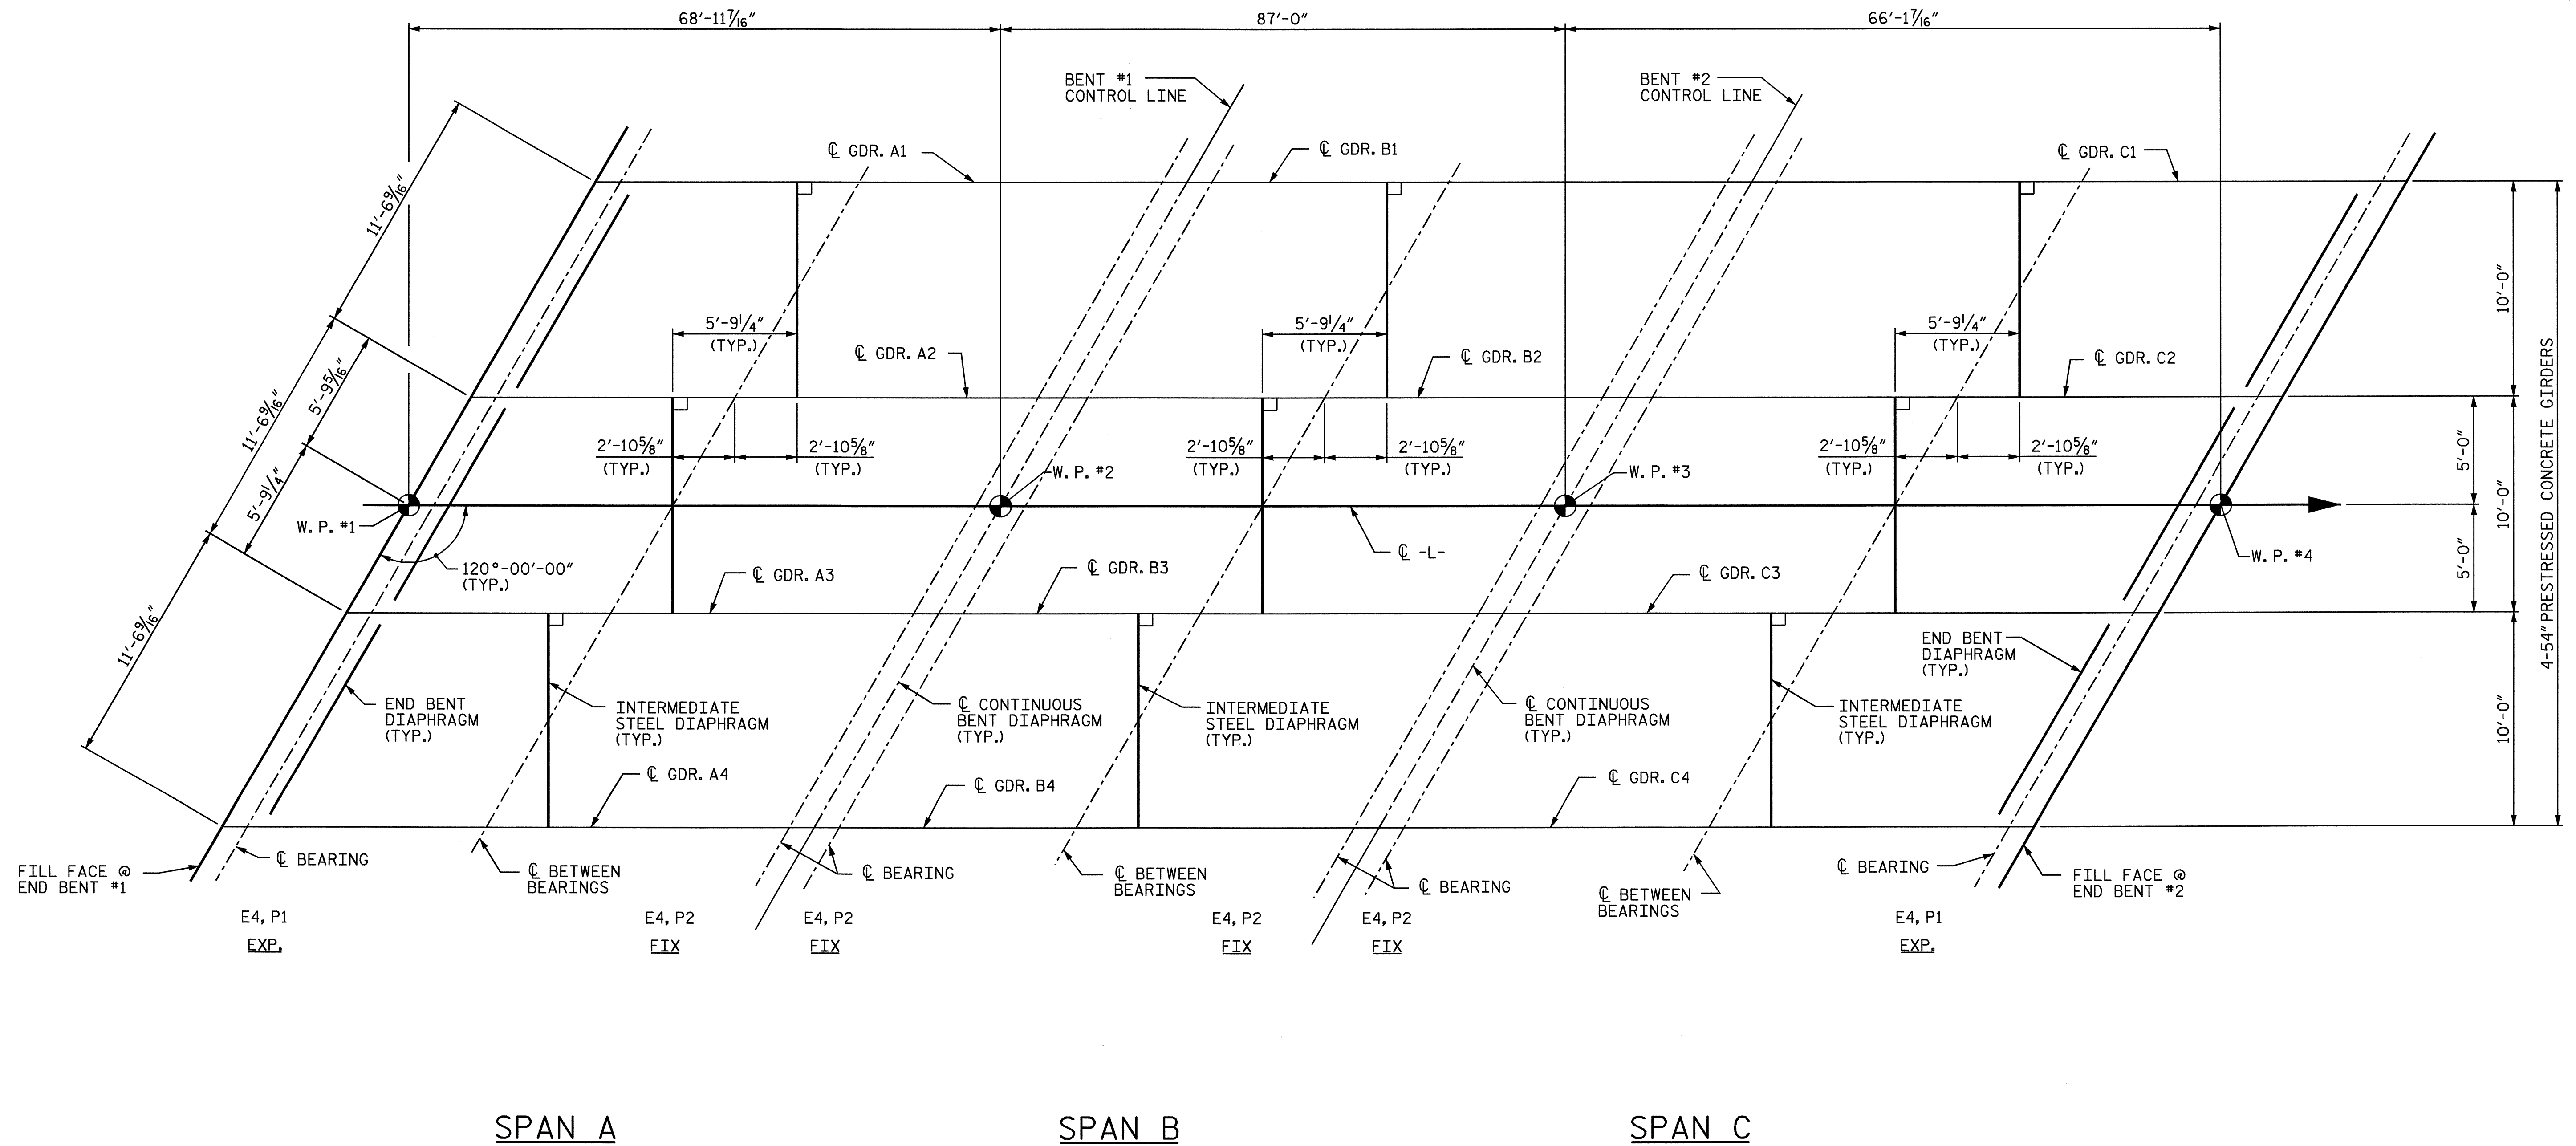 68'-11 7/16"
87'-0"
66'-1 7/16"
BENT #1
CONTROL LINE
BENT #2
CONTROL LINE
℄ GDR. A1
℄ GDR. B1
℄ GDR. C1
11'-6 9/16"
11'-6 9/16"
5'-9 5/16"
5'-9 1/4"
11'-6 9/16"
5'-9 1/4"
(TYP.)
5'-9 1/4"
(TYP.)
5'-9 1/4"
(TYP.)
℄ GDR. A2
℄ GDR. B2
℄ GDR. C2
2'-10 5/8"
(TYP.)
2'-10 5/8"
(TYP.)
2'-10 5/8"
(TYP.)
2'-10 5/8"
(TYP.)
2'-10 5/8"
(TYP.)
2'-10 5/8"
(TYP.)
10'-0"
5'-0"
10'-0"
5'-0"
10'-0"
4-54" PRESTRESSED CONCRETE GIRDERS
W.P. #1
W.P. #2
W.P. #3
W.P. #4
120°-00'-00"
(TYP.)
℄ -L-
℄ GDR. A3
℄ GDR. B3
℄ GDR. C3
END BENT
DIAPHRAGM
(TYP.)
INTERMEDIATE
STEEL DIAPHRAGM
(TYP.)
℄ CONTINUOUS
BENT DIAPHRAGM
(TYP.)
INTERMEDIATE
STEEL DIAPHRAGM
(TYP.)
℄ CONTINUOUS
BENT DIAPHRAGM
(TYP.)
INTERMEDIATE
STEEL DIAPHRAGM
(TYP.)
END BENT
DIAPHRAGM
(TYP.)
℄ GDR. A4
℄ GDR. B4
℄ GDR. C4
FILL FACE @
END BENT #1
℄ BEARING
℄ BETWEEN
BEARINGS
℄ BEARING
℄ BETWEEN
BEARINGS
℄ BEARING
℄ BETWEEN
BEARINGS
℄ BEARING
FILL FACE @
END BENT #2
E4, P1
EXP.
E4, P2
FIX
E4, P2
FIX
E4, P2
FIX
E4, P2
FIX
E4, P1
EXP.
SPAN A
SPAN B
SPAN C